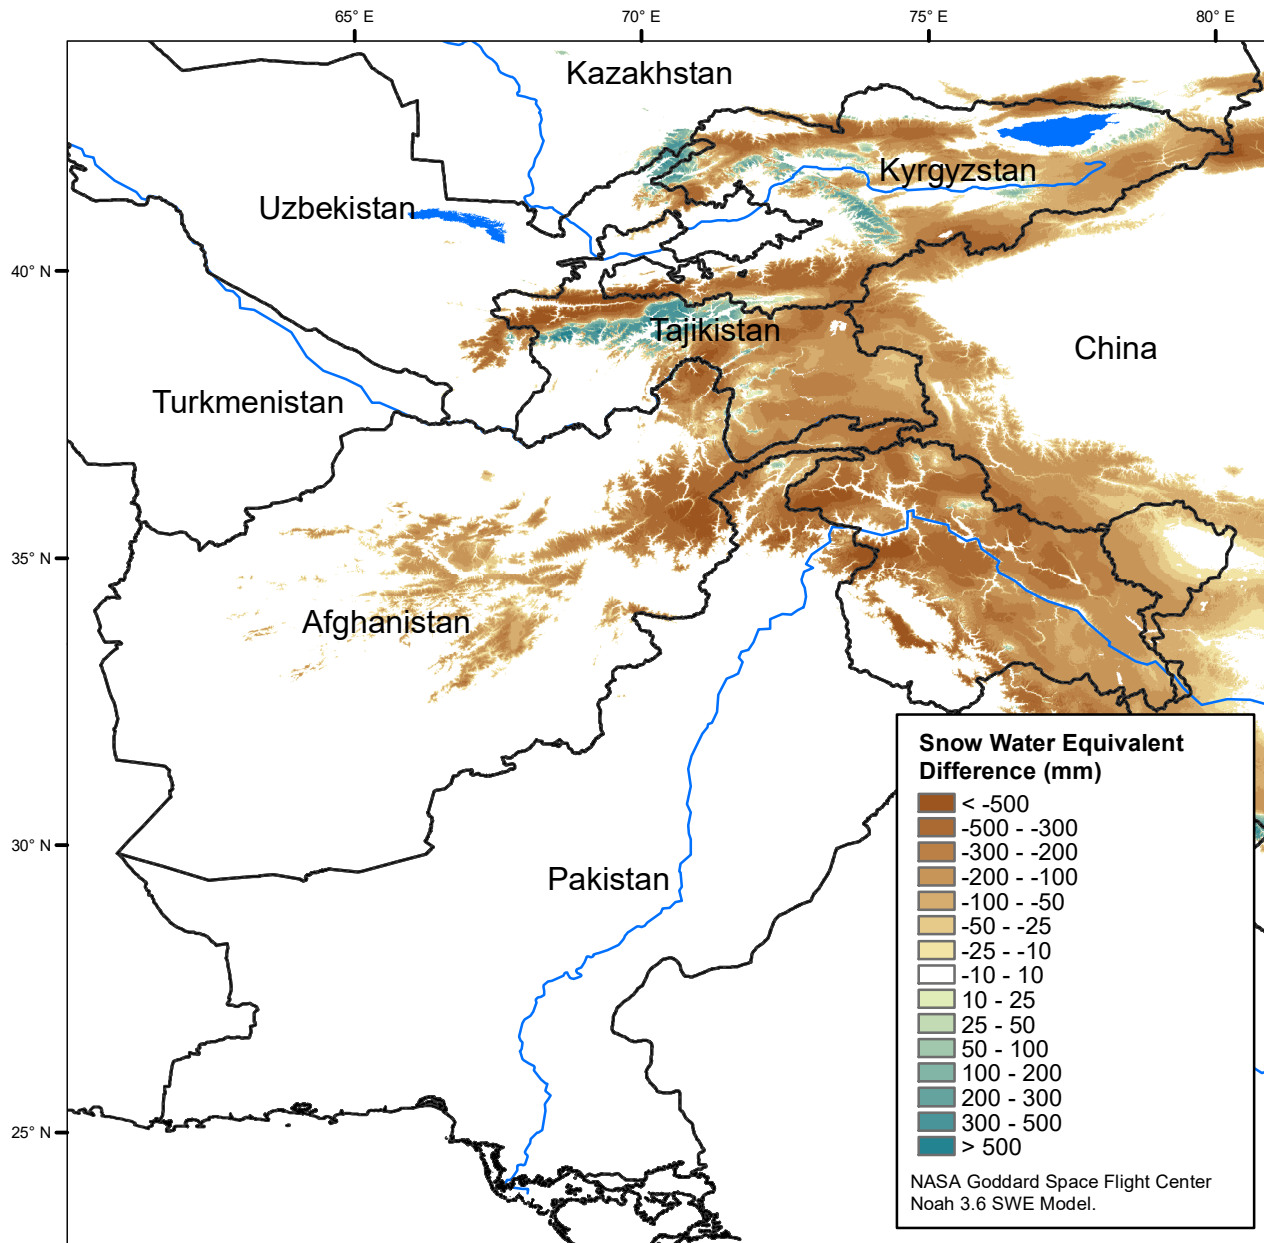 65° E
70° E
75° E
80° E
Kazakhstan
Kyrgyzstan
Uzbekistan
40° N
Tajikistan
China
Turkmenistan
35° N
Afghanistan
Snow Water Equivalent
Difference (mm)
< -500
-500 - -300
-300 - -200
-200 - -100
-100 - -50
-50 - -25
-25 - -10
-10 - 10
10 - 25
25 - 50
50 - 100
100 - 200
200 - 300
300 - 500
> 500
30° N
Pakistan
25° N
NASA Goddard Space Flight Center
Noah 3.6 SWE Model.